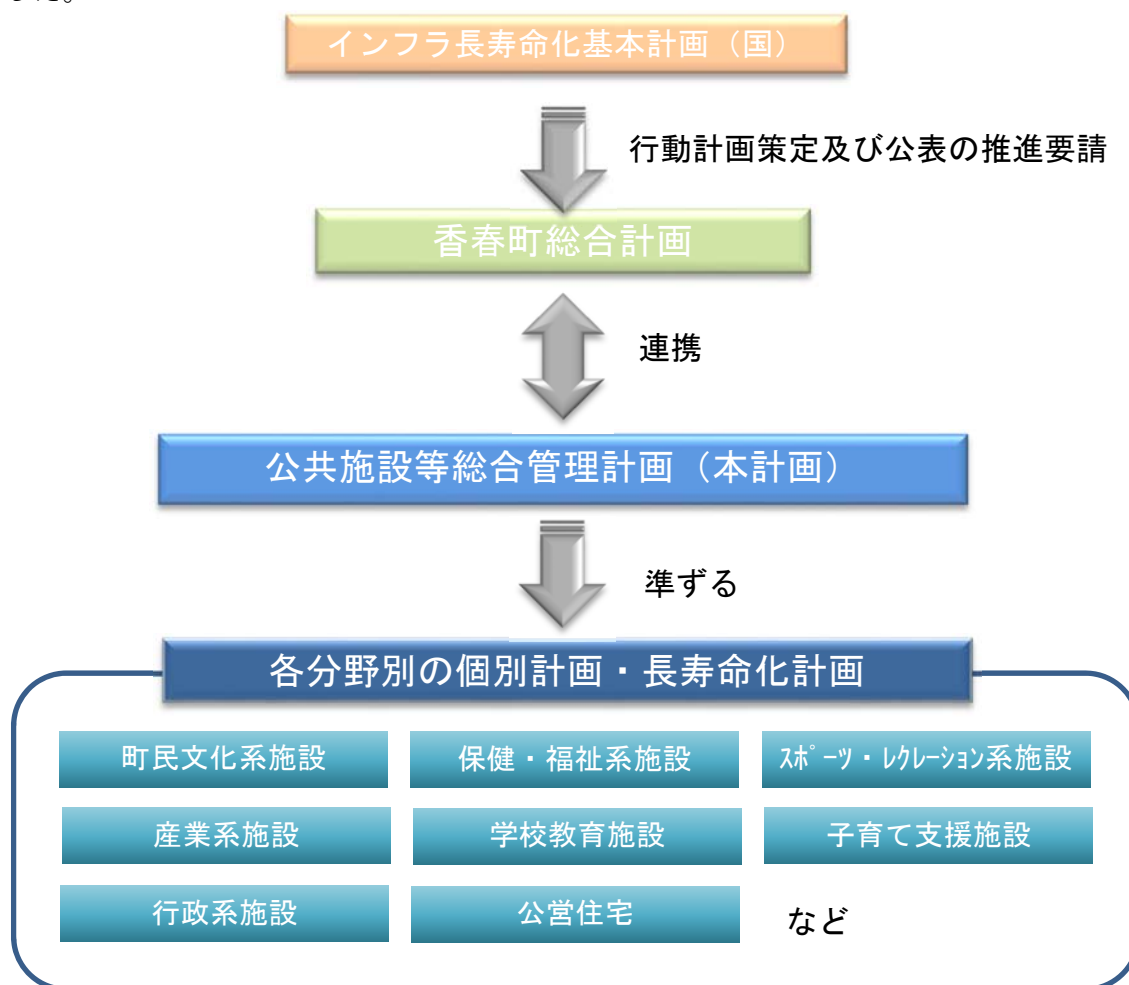 した。
インフラ長寿命化基本計画（国）
行動計画策定及び公表の推進要請
香春町総合計画
連携
公共施設等総合管理計画（本計画）
準ずる
各分野別の個別計画・長寿命化計画
町民文化系施設
保健・福祉系施設
ｽﾎﾟｰﾂ・ﾚｸﾚｰｼｮﾝ系施設
産業系施設
学校教育施設
子育て支援施設
行政系施設
公営住宅
など